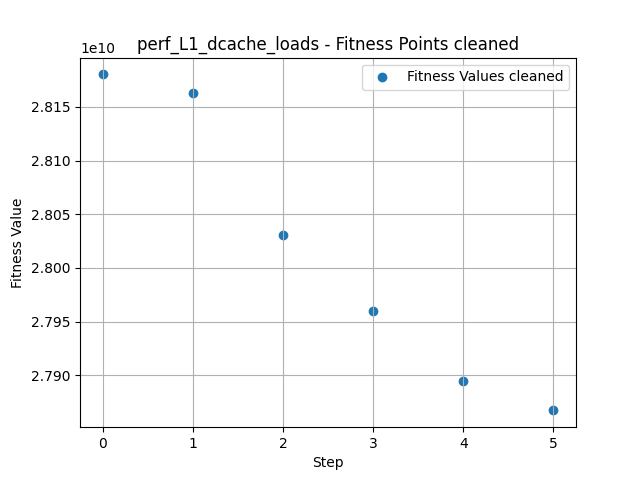 perf_L1_dcache_loads - Fitness Points cleaned
1e10
Fitness Values cleaned
2.815
2.810
2.805
2.800
2.795
2.790
Fitness Value
0 1 2 3 4 5
Step